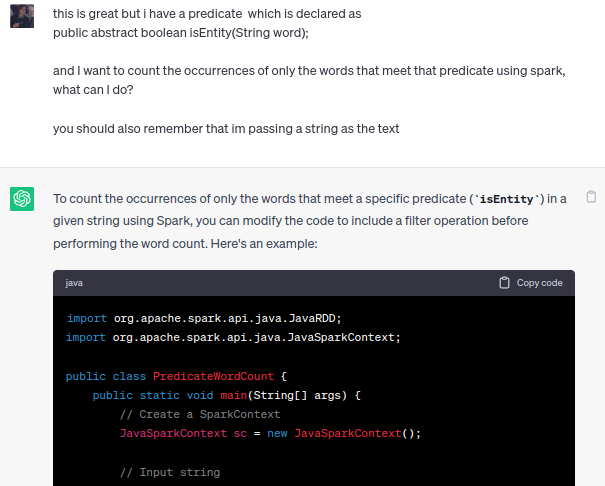 this is great but i have a predicate which is declared as
public abstract boolean isEntity(String word);
and I want to count the occurrences of only the words that meet that predicate using spark,
what can I do?
you should also remember that im passing a string as the text
To count the occurrences of only the words that meet a specific predicate (`isEntity`) in a
given string using Spark, you can modify the code to include a filter operation before
performing the word count. Here's an example:
java Copy code
import org.apache.spark.api.java.JavaRDD;
import org.apache.spark.api.java.JavaSparkContext;
public class PredicateWordCount {
public static void main(String[] args) {
// Create a SparkContext
JavaSparkContext sc = new JavaSparkContext();
// Input string